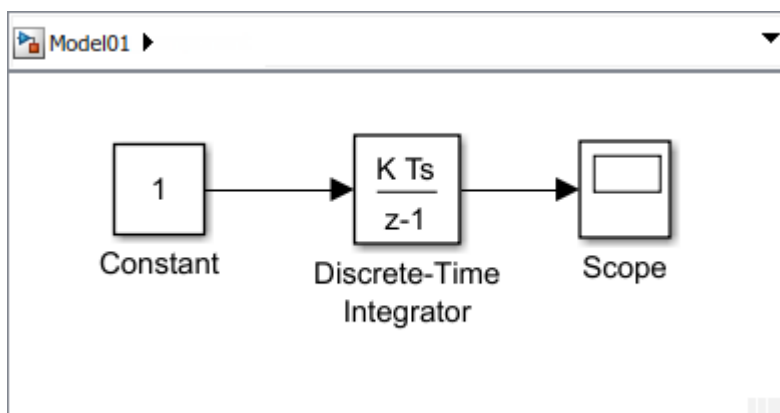 Model01
1
K Ts
z-1
Constant
Discrete-Time
Integrator
Scope